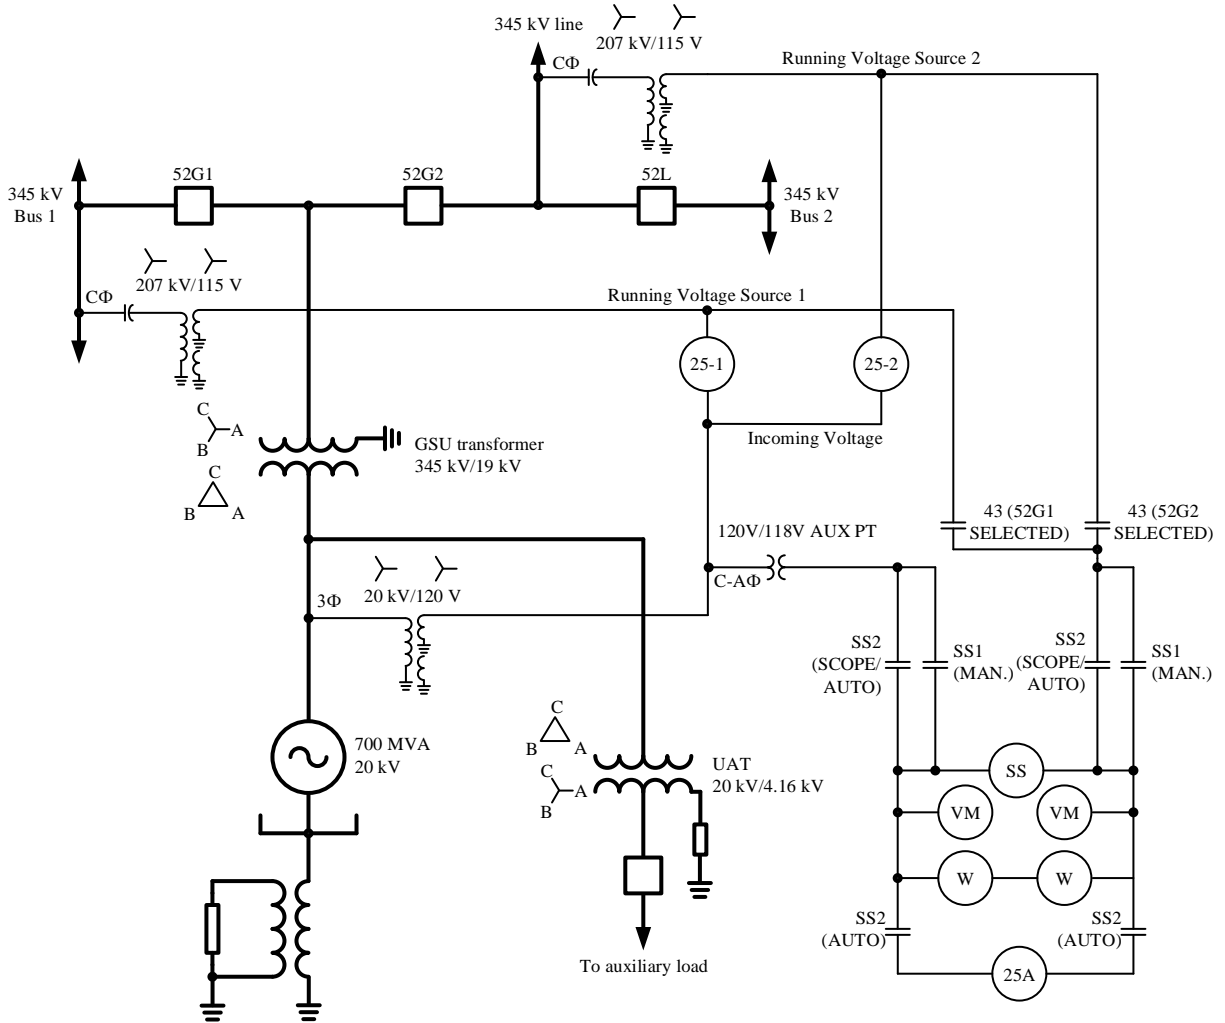 345 kV line
207 kV/115 V
CΦ
Running Voltage Source 2
52G1
52G2
52L
345 kV
Bus 1
345 kV
Bus 2
207 kV/115 V
CΦ
Running Voltage Source 1
25-1
25-2
Incoming Voltage
C
A
B
GSU transformer
345 kV/19 kV
C
B
A
43 (52G1
SELECTED)
43 (52G2
SELECTED)
120V/118V AUX PT
C-AΦ
20 kV/120 V
3Φ
SS2
(SCOPE/
AUTO)
SS1
(MAN.)
SS2
(SCOPE/
AUTO)
SS1
(MAN.)
700 MVA
20 kV
C
B
A
C
A
B
UAT
20 kV/4.16 kV
SS
VM
VM
W
W
SS2
(AUTO)
SS2
(AUTO)
25A
To auxiliary load